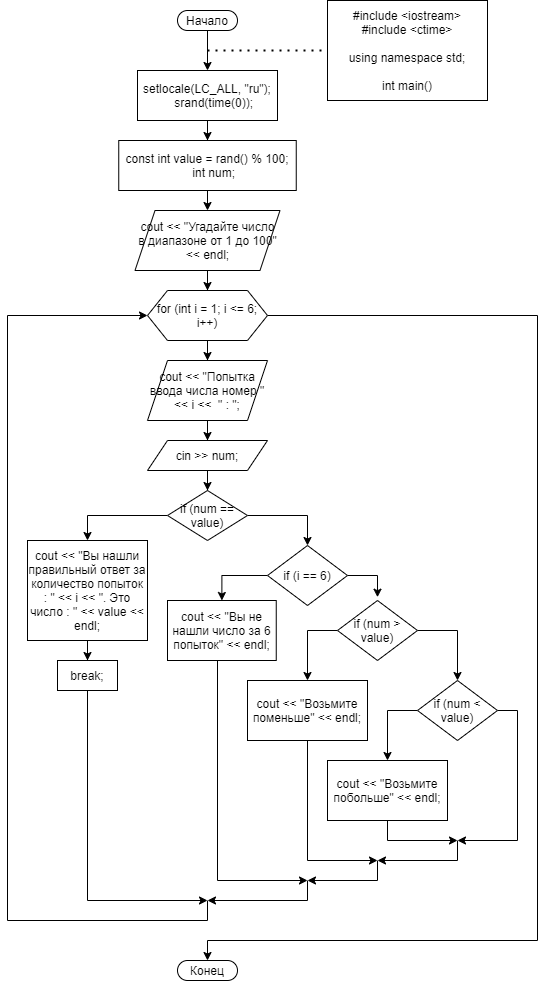 Начало
#include <iostream>
#include <ctime>
using namespace std;
int main()
setlocale(LC_ALL, "ru");
srand(time(0));
const int value = rand() % 100;
int num;
cout << "Угадайте число
в диапазоне от 1 до 100"
<< endl;
for (int i = 1; i <= 6;
i++)
cout << "Попытка
ввода числа номер "
<< i << " : ";
cin >> num;
if (num ==
value)
cout << "Вы нашли
правильный ответ за
количество попыток
: " << i << ". Это
число : " << value <<
endl;
break;
if (i == 6)
cout << "Вы не
нашли число за 6
попыток" << endl;
if (num >
value)
cout << "Возьмите
поменьше" << endl;
if (num <
value)
cout << "Возьмите
побольше" << endl;
Конец